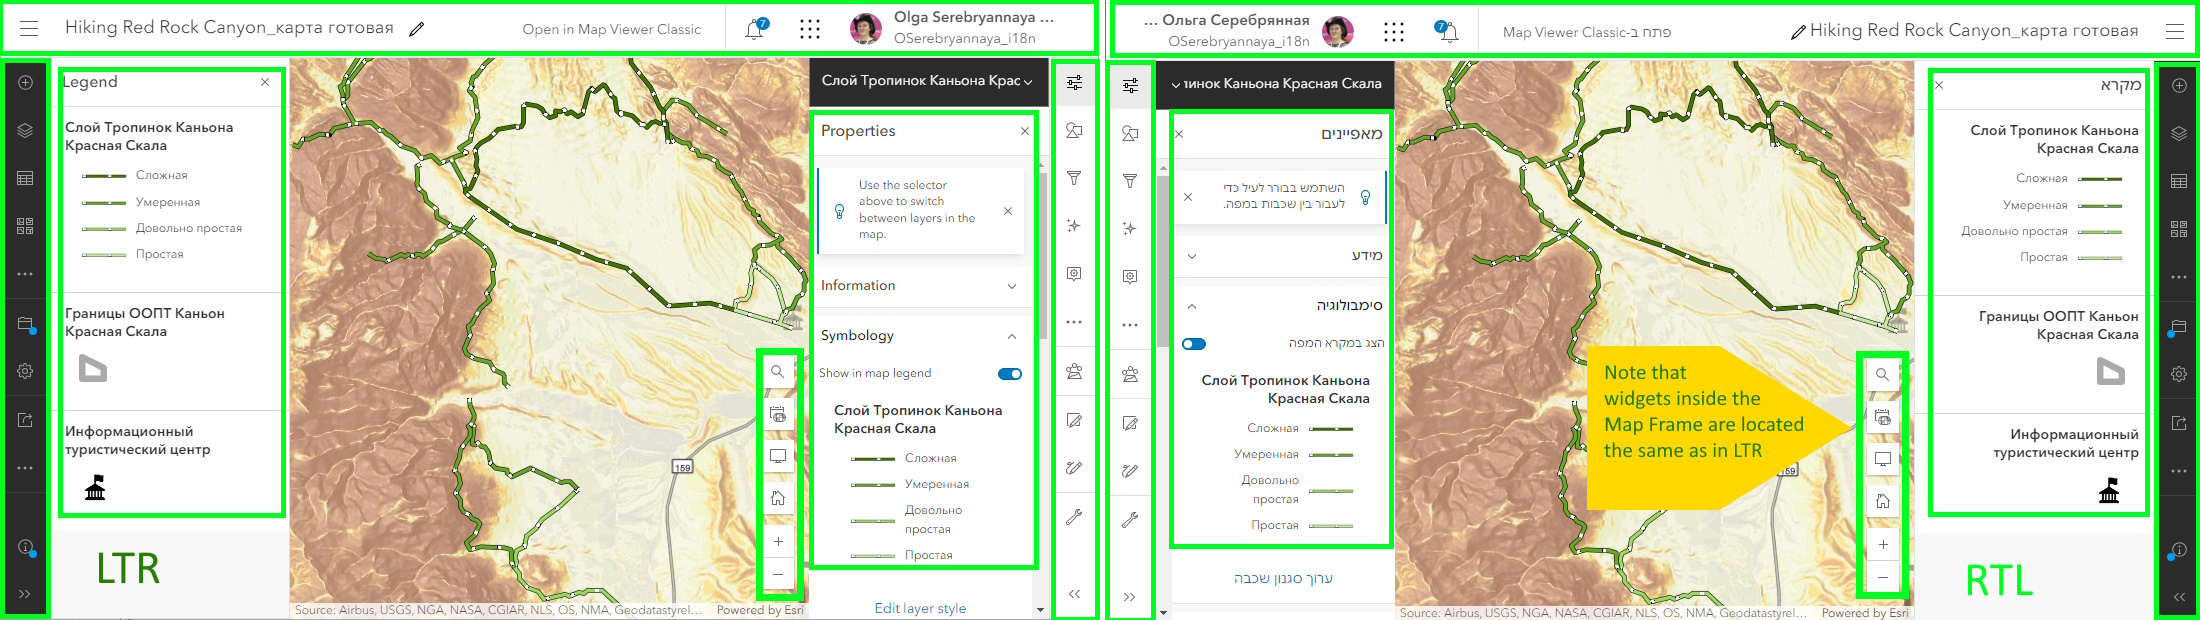 Hiking Red Rock Canyon_карта готовая
Open in Map Viewer Classic
7
Olga Serebryannaya ...
OSerebryannaya_i18n
Legend
Слой Тропинок Каньона
Красная Скала
Сложная
Умеренная
Довольно простая
Простая
Границы ООПТ Каньон
Красная Скала
Информационный
туристический центр
LTR
159
Source: Airbus, USGS, NGA, NASA, CGIAR, NLS, OS, NMA, Geodatastyrel...
Powered by Esri
Слой Тропинок Каньона Крас
Properties
Use the selector
above to switch
between layers in the
map.
Information
Symbology
Show in map legend
Слой Тропинок Каньона
Красная Скала
Сложная
Умеренная
Довольно
простая
Простая
Edit layer style
... Ольга Серебрянная
OSerebryannaya_i18n
7
פתח ב-Map Viewer Classic
Hiking Red Rock Canyon_карта готовая
инок Каньона Красная Скала
מאפיינים
השתמש בבורר לעיל כדי
לעבור בין שכבות במפה.
מידע
סימבולוגיה
הצג במקרא המפה
Слой Тропинок Каньона
Красная Скала
Сложная
Умеренная
Довольно
простая
Простая
ערוך סגנון שכבה
Note that
widgets inside the
Map Frame are located
the same as in LTR
159
Source: Airbus, USGS, NGA, NASA, CGIAR, NLS, OS, NMA, Geodatastyrel...
Powered by Esri
מקרא
Слой Тропинок Каньона
Красная Скала
Сложная
Умеренная
Довольно простая
Простая
Границы ООПТ Каньон
Красная Скала
Информационный
туристический центр
RTL